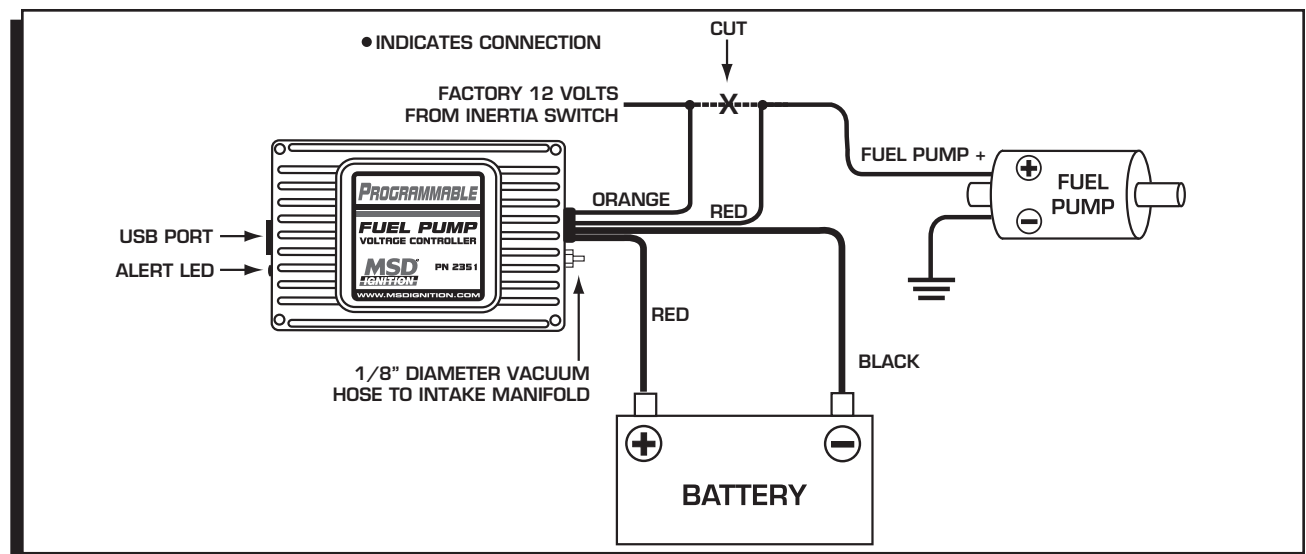 • INDICATES CONNECTION
CUT
X
FACTORY 12 VOLTS
FROM INERTIA SWITCH
FUEL PUMP +
+
FUEL
PUMP
−
ORANGE
RED
USB PORT
ALERT LED
PROGRAMMABLE
FUEL PUMP
VOLTAGE CONTROLLER
MSD
IGNITION
PN 2351
WWW.MSDIGNITION.COM
RED
BLACK
1/8" DIAMETER VACUUM
HOSE TO INTAKE MANIFOLD
+
−
BATTERY